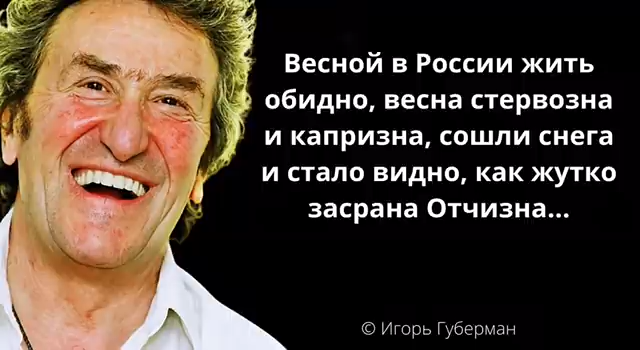 Весной в России жить
обидно, весна стервозна
и капризна, сошли снега
и стало видно, как жутко
засрана Отчизна...
© Игорь Губерман